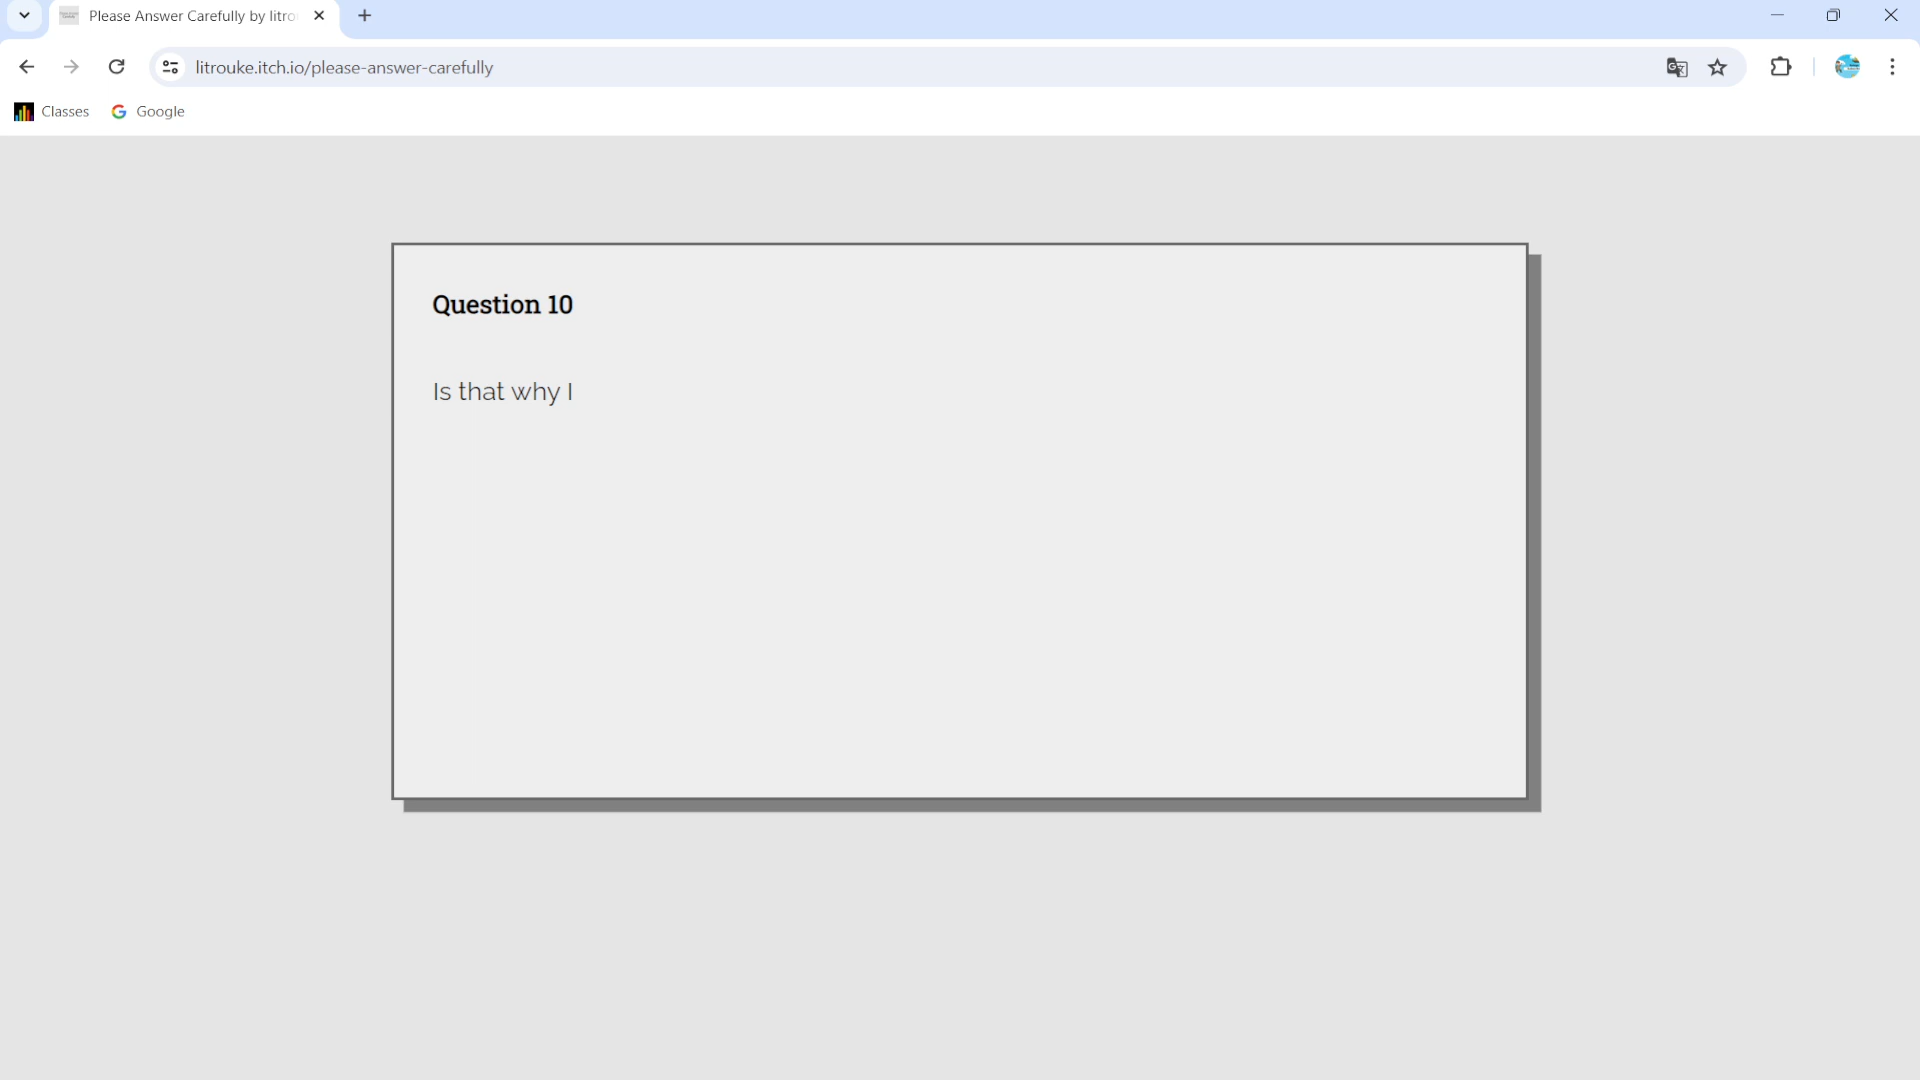 Please Answer Carefully by litro
litrouke.itch.io/please-answer-carefully
Classes
Google
Question 10
Is that why I